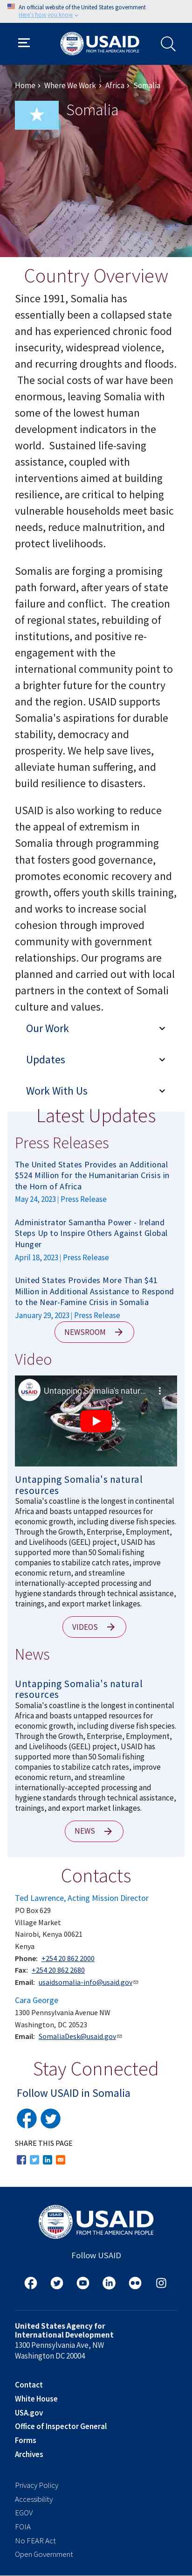 An official website of the United States government
Here's how you know
USAID
FROM THE AMERICAN PEOPLE
Home › Where We Work › Africa › Somalia
Somalia
Country Overview
Since 1991, Somalia has
essentially been a collapsed state
and has experienced chronic food
insecurity, widespread violence,
and recurring droughts and floods.
The social costs of war have been
enormous, leaving Somalia with
some of the lowest human
development indicators in the
world. Sustained life-saving
assistance, coupled with
interventions aimed at building
resilience, are critical to helping
vulnerable households meet basic
needs, reduce malnutrition, and
protect livelihoods.
Somalis are forging a promising
path forward, after years of state
failure and conflict. The creation
of regional states, rebuilding of
institutions, and positive re-
engagement with the
international community point to
a brighter future for the country
and the region. USAID supports
Somalia's aspirations for durable
stability, democracy and
prosperity. We help save lives,
alleviate human suffering, and
build resilience to disasters.
USAID is also working to reduce
the appeal of extremism in
Somalia through programming
that fosters good governance,
promotes economic recovery and
growth, offers youth skills training,
and works to increase social
cohesion through improved
community with government
relationships. Our programs are
planned and carried out with local
partners in the context of Somali
culture and values.
Our Work
Updates
Work With Us
Latest Updates
Press Releases
The United States Provides an Additional
$524 Million for the Humanitarian Crisis in
the Horn of Africa
May 24, 2023 | Press Release
Administrator Samantha Power - Ireland
Steps Up to Inspire Others Against Global
Hunger
April 18, 2023 | Press Release
United States Provides More Than $41
Million in Additional Assistance to Respond
to the Near-Famine Crisis in Somalia
January 29, 2023 | Press Release
NEWSROOM
Video
USAID
Untapping Somalia's natur...
Untapping Somalia's natural
resources
Somalia's coastline is the longest in continental
Africa and boasts untapped resources for
economic growth, including diverse fish species.
Through the Growth, Enterprise, Employment,
and Livelihoods (GEEL) project, USAID has
supported more than 50 Somali fishing
companies to stabilize catch rates, improve
economic return, and streamline
internationally-accepted processing and
hygiene standards through technical assistance,
training, and export market linkages.
VIDEOS
News
Untapping Somalia's natural
resources
Somalia's coastline is the longest in continental
Africa and boasts untapped resources for
economic growth, including diverse fish species.
Through the Growth, Enterprise, Employment,
and Livelihoods (GEEL) project, USAID has
supported more than 50 Somali fishing
companies to stabilize catch rates, improve
economic return, and streamline
internationally-accepted processing and
hygiene standards through technical assistance,
training, and export market linkages.
NEWS
Contacts
Ted Lawrence, Acting Mission Director
PO Box 629
Village Market
Nairobi, Kenya 00621
Kenya
Phone: +254 20 862 2000
Fax: +254 20 862 2680
Email: usaidsomalia-info@usaid.gov
Cara George
1300 Pennsylvania Avenue NW
Washington, DC 20523
Email: SomaliaDesk@usaid.gov
Stay Connected
Follow USAID in Somalia
SHARE THIS PAGE
USAID
FROM THE AMERICAN PEOPLE
Follow USAID
United States Agency for
International Development
1300 Pennsylvania Ave, NW
Washington DC 20004
Contact
White House
USA.gov
Office of Inspector General
Forms
Archives
Privacy Policy
Accessibility
EGOV
FOIA
No FEAR Act
Open Government